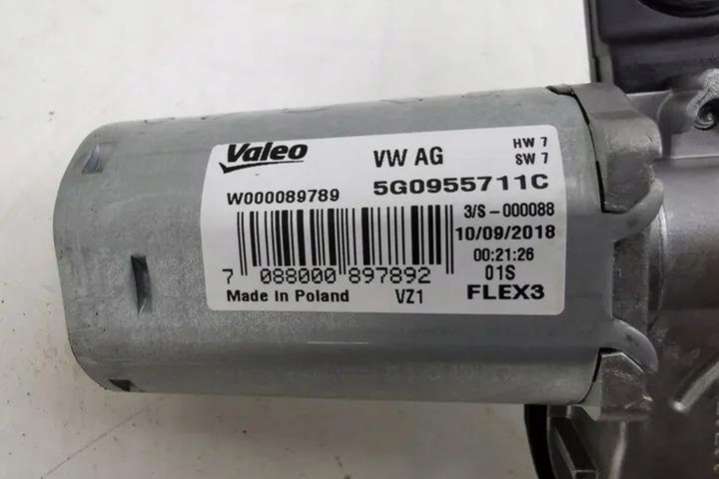 Valeo
VW AG
HW 7
SW 7
W000089789
5G0955711C
3/S-000088
10/09/2018
00:21:26
7 088000 897892
01S
Made in Poland
VZ1
FLEX3